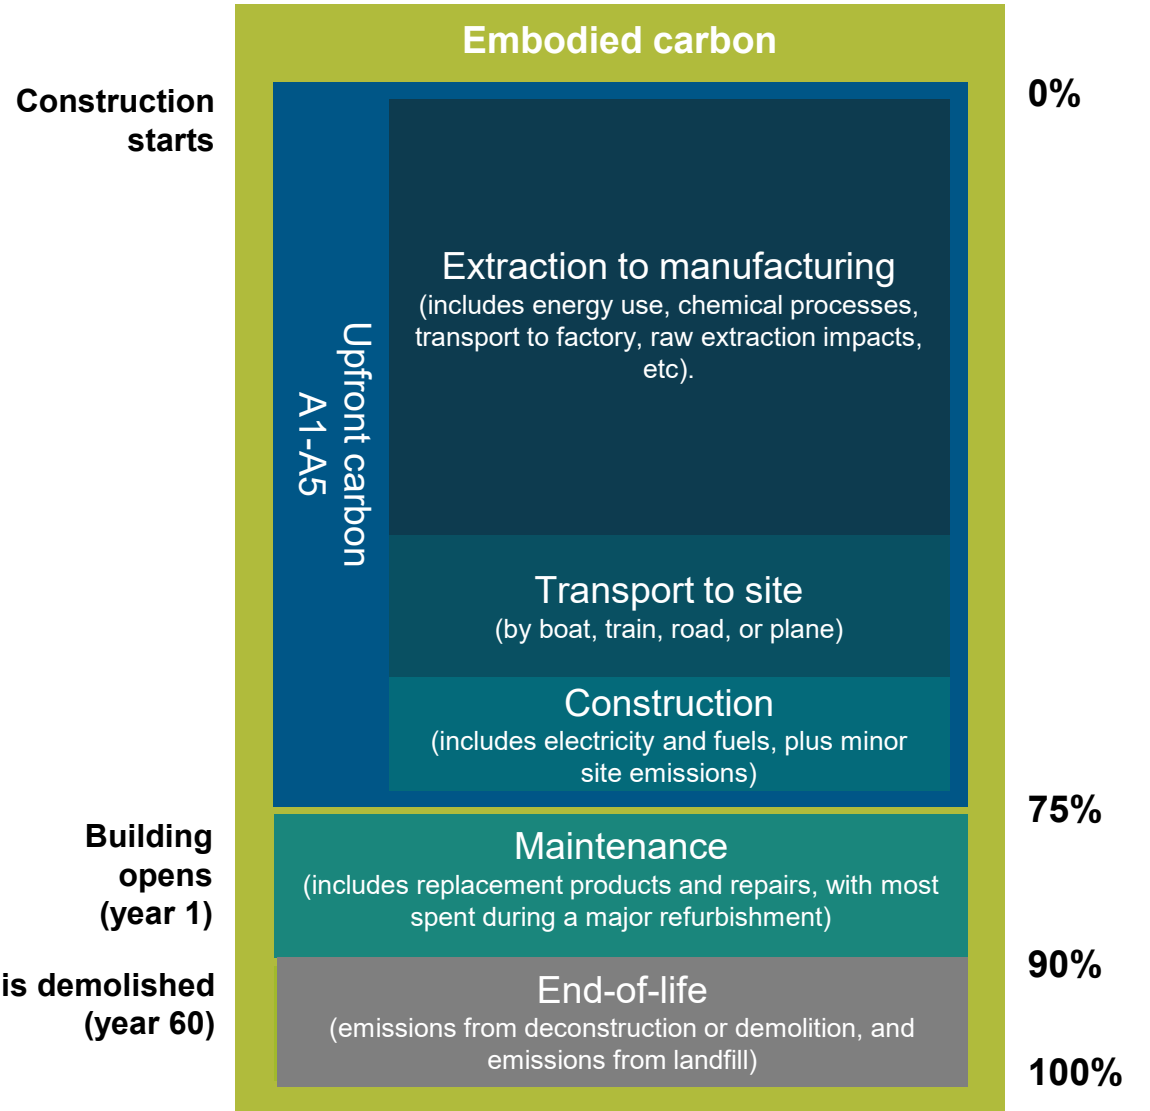 Embodied carbon
Construction
starts
0%
Upfront carbon
A1-A5
Extraction to manufacturing
(includes energy use, chemical processes,
transport to factory, raw extraction impacts,
etc).
Transport to site
(by boat, train, road, or plane)
Construction
(includes electricity and fuels, plus minor
site emissions)
75%
Building
opens
(year 1)
Maintenance
(includes replacement products and repairs, with most
spent during a major refurbishment)
90%
is demolished
(year 60)
End-of-life
(emissions from deconstruction or demolition, and
emissions from landfill)
100%